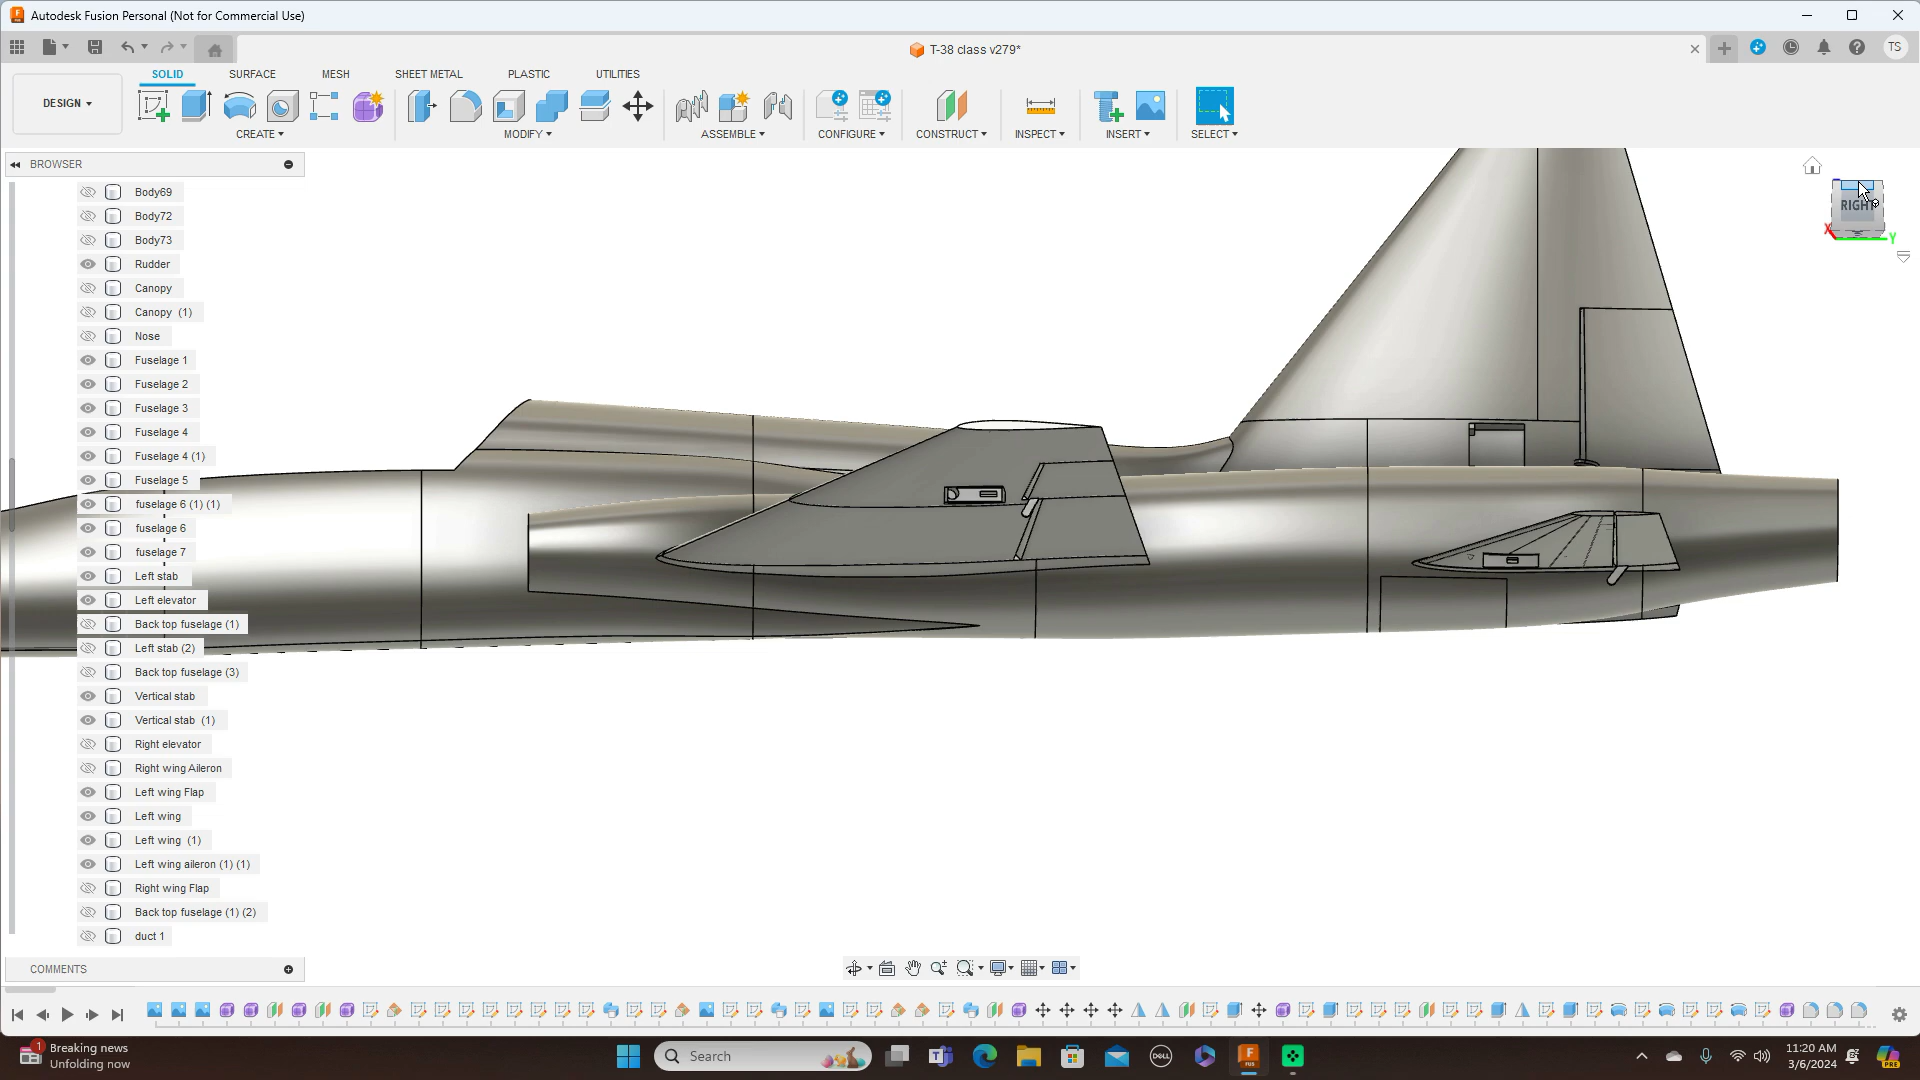 Autodesk Fusion Personal (Not for Commercial Use)
T-38 class v279*
TS
DESIGN
SOLID
SURFACE
MESH
SHEET METAL
PLASTIC
UTILITIES
CREATE
MODIFY
ASSEMBLE
CONFIGURE
CONSTRUCT
INSPECT
INSERT
SELECT
BROWSER
Body69
Body72
Body73
Rudder
Canopy
Canopy (1)
Nose
Fuselage 1
Fuselage 2
Fuselage 3
Fuselage 4
Fuselage 4 (1)
Fuselage 5
fuselage 6 (1) (1)
fuselage 6
fuselage 7
Left stab
Left elevator
Back top fuselage (1)
Left stab (2)
Back top fuselage (3)
Vertical stab
Vertical stab (1)
Right elevator
Right wing Aileron
Left wing Flap
Left wing
Left wing (1)
Left wing aileron (1) (1)
Right wing Flap
Back top fuselage (1) (2)
duct 1
RIGHT
X
Y
COMMENTS
1
Breaking news
Unfolding now
Search
DELL
F
FUS
11:20 AM
3/6/2024
PRE